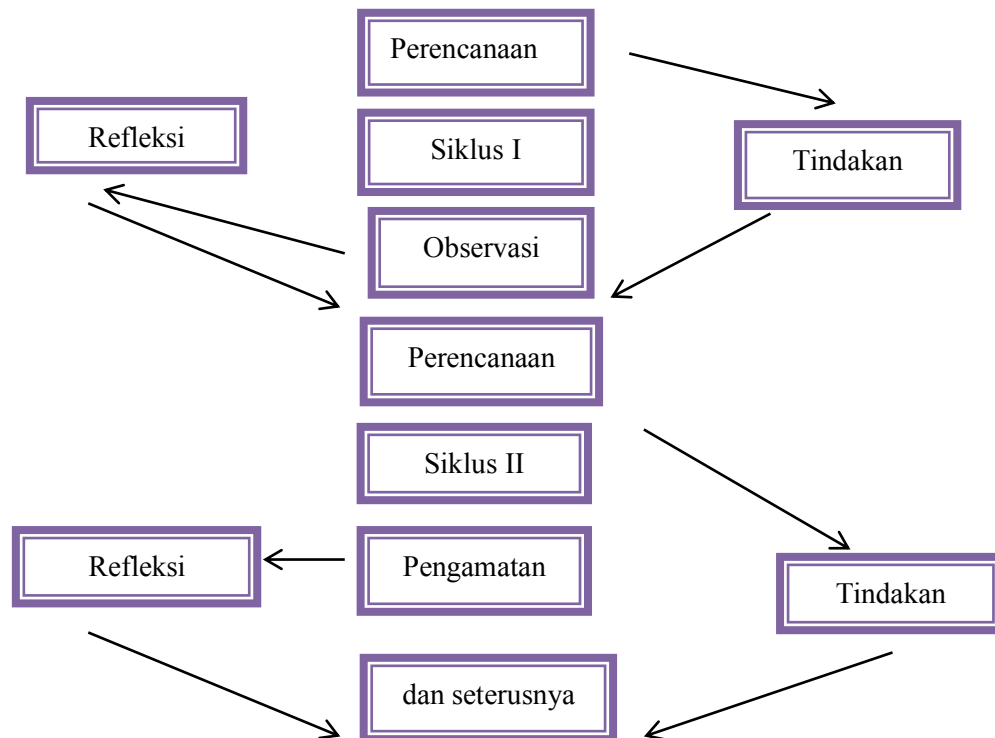 Perencanaan
Refleksi
Siklus I
Tindakan
Observasi
Perencanaan
Siklus II
Refleksi
Pengamatan
Tindakan
dan seterusnya